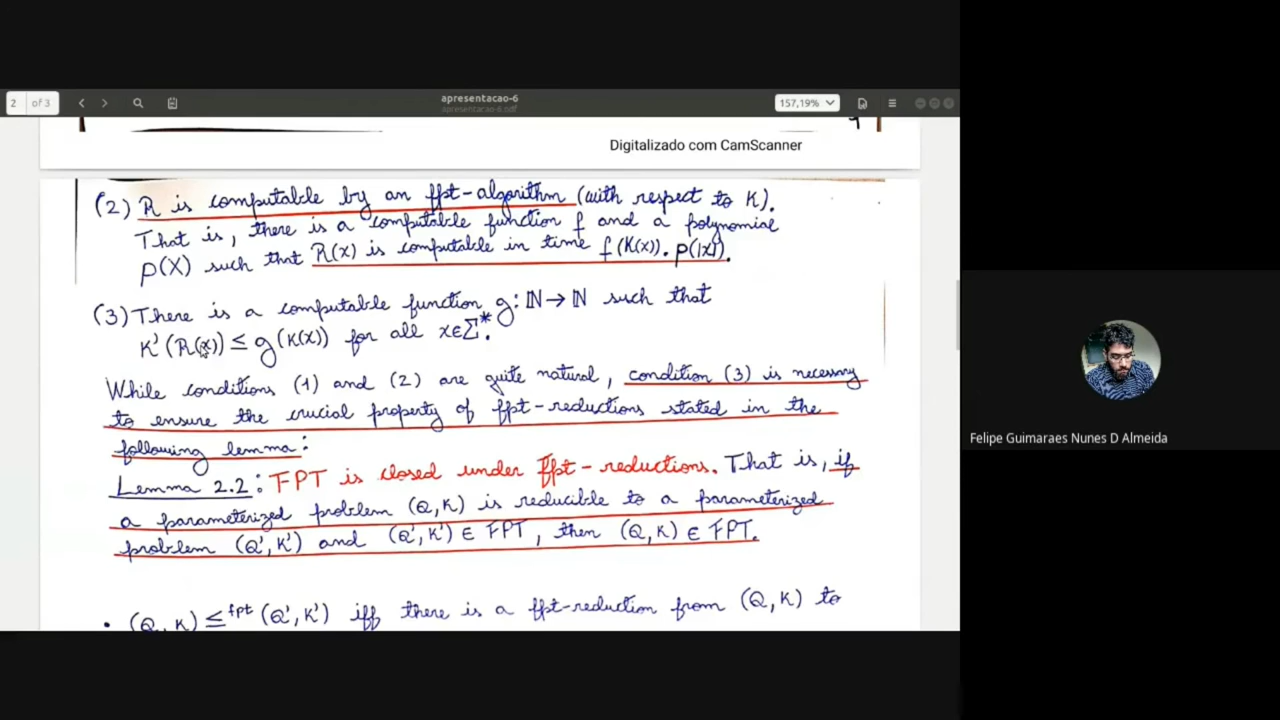 2 of 3
apresentacao-6
apresentacao-6.pdf
157,19%
Digitalizado com CamScanner
(2) R is computable by an fpt-algorithm (with respect to K).
That is, there is a computable function f and a polynomial
p(X) such that R(x) is computable in time f(K(x)).p(|x|).
(3) There is a computable function g: ℕ → ℕ such that
K'(R(x)) ≤ g(K(x)) for all x∈Σ*.
While conditions (1) and (2) are quite natural, condition (3) is necessary
to ensure the crucial property of fpt-reductions stated in the
following lemma:
Lemma 2.2: FPT is closed under fpt-reductions. That is, if
a parameterized problem (Q,K) is reducible to a parameterized
problem (Q',K') and (Q',K') ∈ FPT, then (Q,K) ∈ FPT.
• (Q,K) ≤ᶠᵖᵗ (Q',K') iff there is a fpt-reduction from (Q,K) to
Felipe Guimaraes Nunes D Almeida